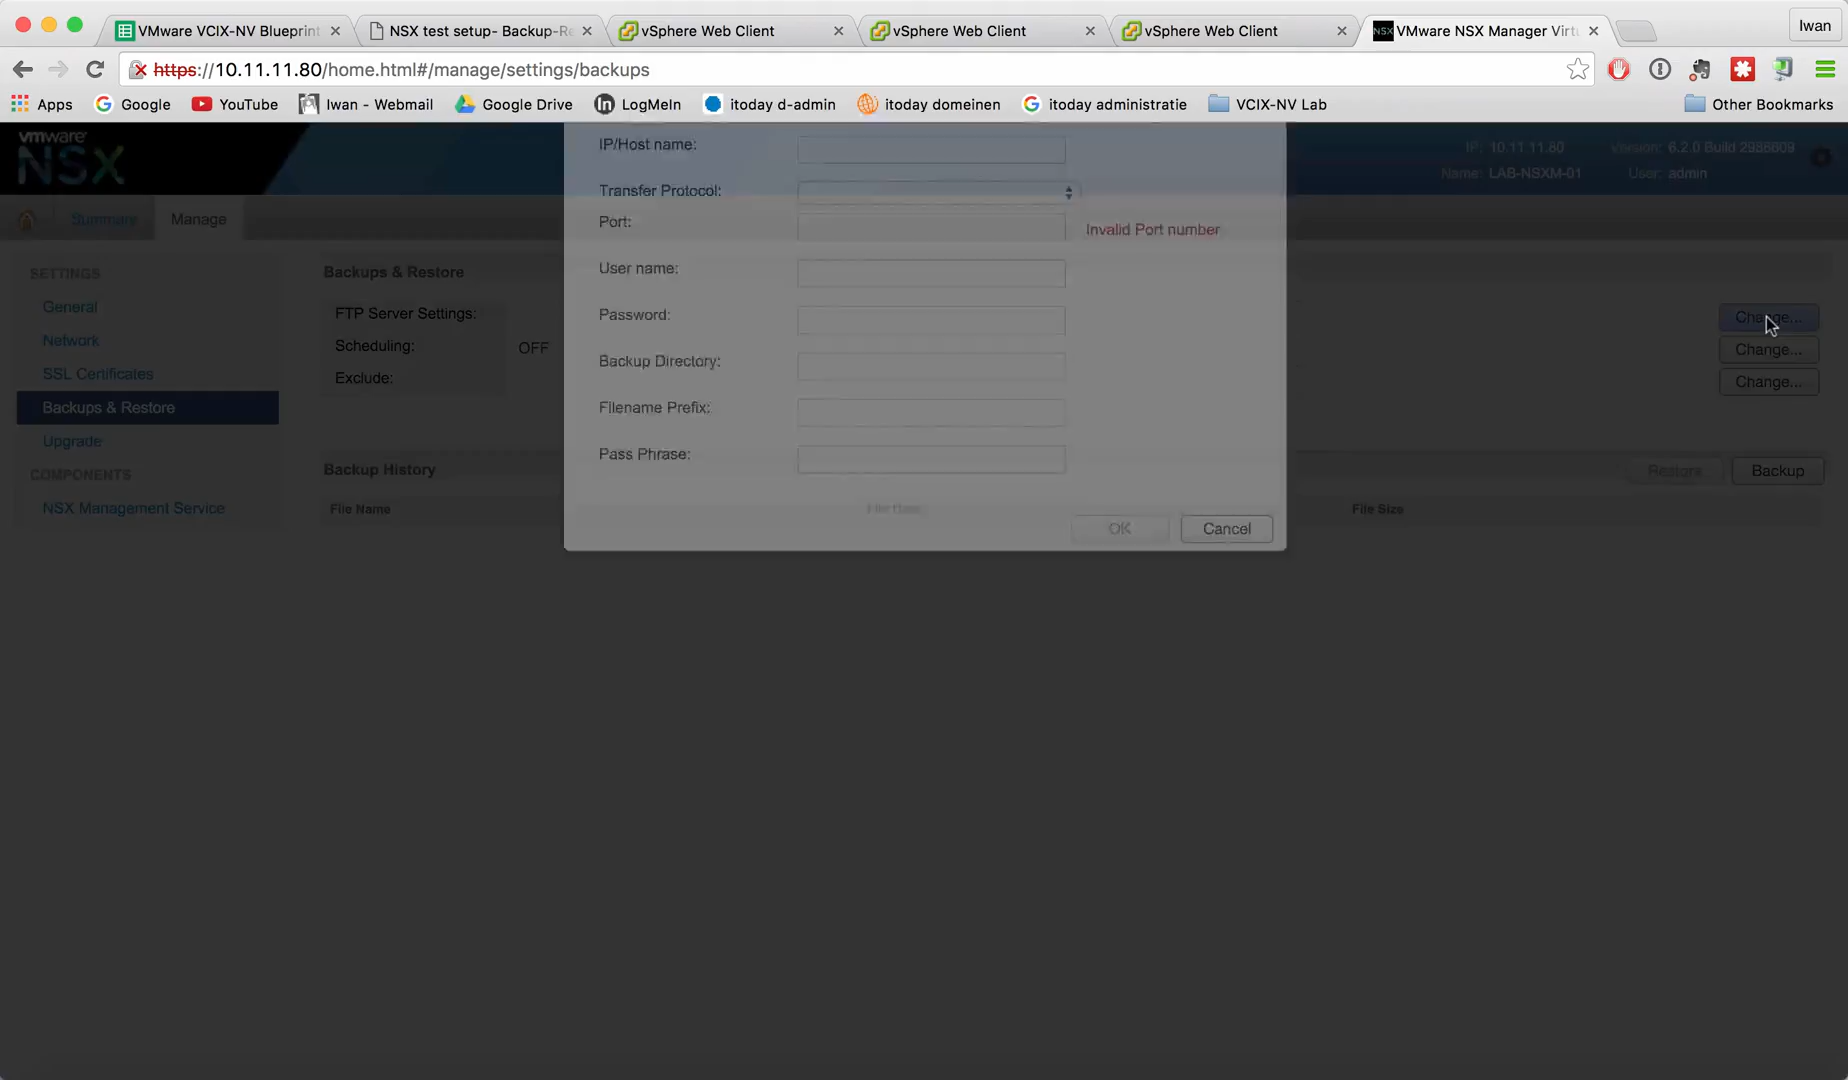 VMware VCIX-NV Blueprint
NSX test setup- Backup-Re
vSphere Web Client
vSphere Web Client
vSphere Web Client
VMware NSX Manager Virtu
Iwan
https://10.11.11.80/home.html#/manage/settings/backups
Apps
Google
YouTube
Iwan - Webmail
Google Drive
LogMeIn
itoday d-admin
itoday domeinen
itoday administratie
VCIX-NV Lab
Other Bookmarks
vmware
NSX
IP: 10.11.11.80
Version: 6.2.0 Build 2986609
Name: LAB-NSXM-01
User: admin
Summary
Manage
SETTINGS
General
Network
SSL Certificates
Backups & Restore
Upgrade
COMPONENTS
NSX Management Service
Backups & Restore
FTP Server Settings:
Change...
Scheduling:
OFF
Change...
Exclude:
Change...
Backup History
Restore
Backup
File Name
File Date
File Size
IP/Host name:
Transfer Protocol:
Port:
Invalid Port number
User name:
Password:
Backup Directory:
Filename Prefix:
Pass Phrase:
OK
Cancel